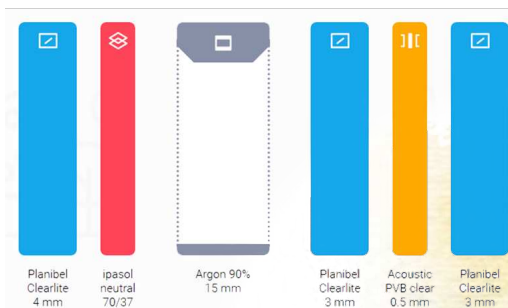 Planibel
Clearlite
4 mm
ipasol
neutral
70/37
Argon 90%
15 mm
Planibel
Clearlite
3 mm
Acoustic
PVB clear
0.5 mm
Planibel
Clearlite
3 mm